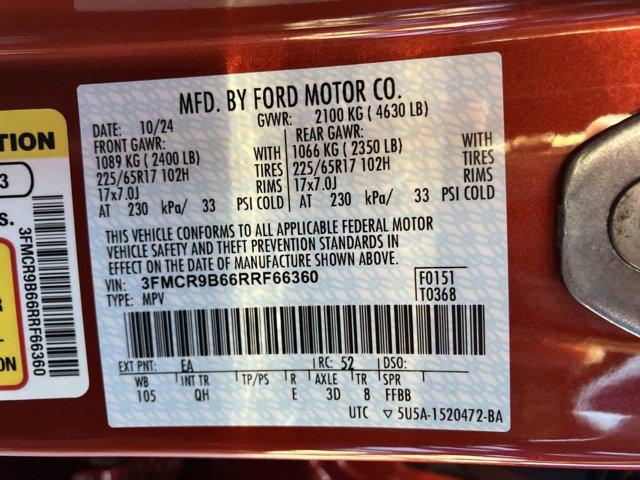 MFD. BY FORD MOTOR CO.
DATE: 10/24 GVWR: 2100 KG ( 4630 LB)
FRONT GAWR: REAR GAWR:
1089 KG ( 2400 LB) WITH 1066 KG ( 2350 LB) WITH
225/65R17 102H TIRES 225/65R17 102H TIRES
17x7.0J RIMS 17x7.0J RIMS
AT 230 kPa/ 33 PSI COLD AT 230 kPa/ 33 PSI COLD
THIS VEHICLE CONFORMS TO ALL APPLICABLE FEDERAL MOTOR
VEHICLE SAFETY AND THEFT PREVENTION STANDARDS IN
EFFECT ON THE DATE OF MANUFACTURE SHOWN ABOVE.
VIN: 3FMCR9B66RRF66360 F0151
TYPE: MPV T0368
EXT PNT: EA RC: 52 DSO:
WB INT TR TP/PS R AXLE TR SPR
105 QH E 3D 8 FFBB
UTC ▽ 5U5A-1520472-BA
TION
3
s.
3FMCR9B66RRF66360